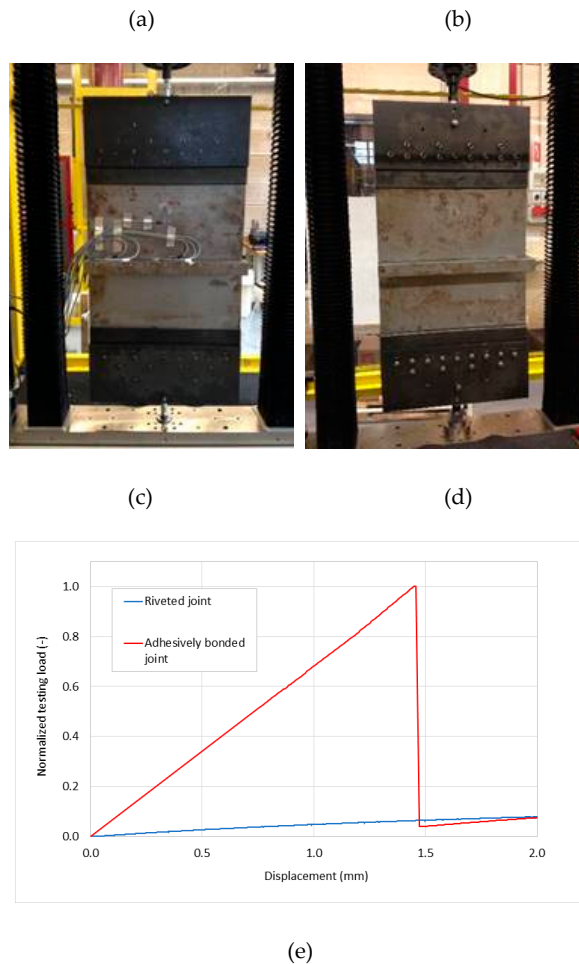 (a)
(b)
(c)
(d)
Normalized testing load (-)
1.0
0.8
0.6
0.4
0.2
0.0
Riveted joint
Adhesively bonded
joint
0.0
0.5
1.0
1.5
2.0
Displacement (mm)
(e)